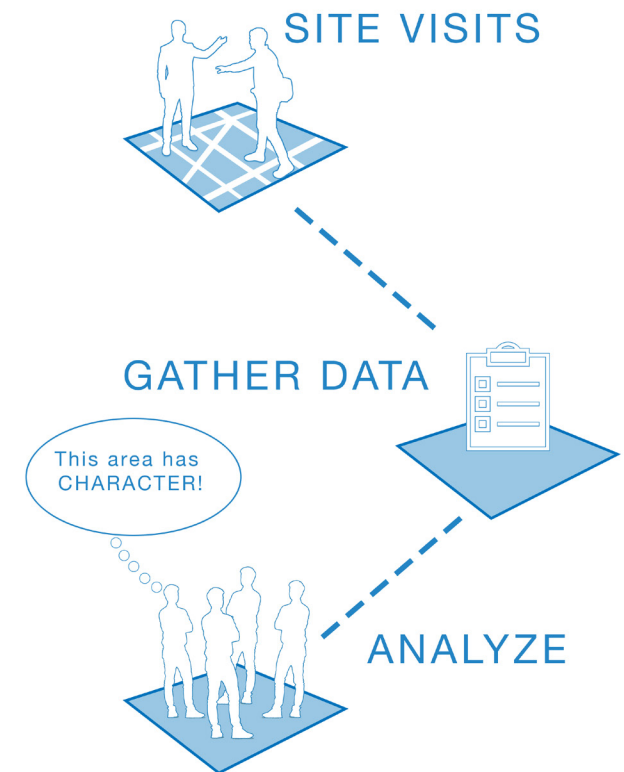 SITE VISITS
GATHER DATA
This area has
CHARACTER!
ANALYZE